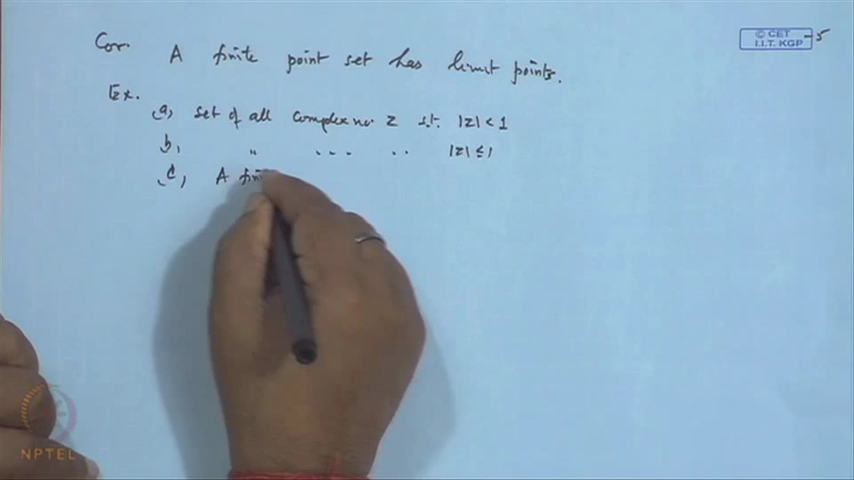 © CET
I.I.T. KGP
5
Cor. A finite point set has limit points.
Ex.
(a) set of all complex no. z s.t. |z| < 1
(b) " " " |z| ≤ 1
(c) A fini
NPTEL